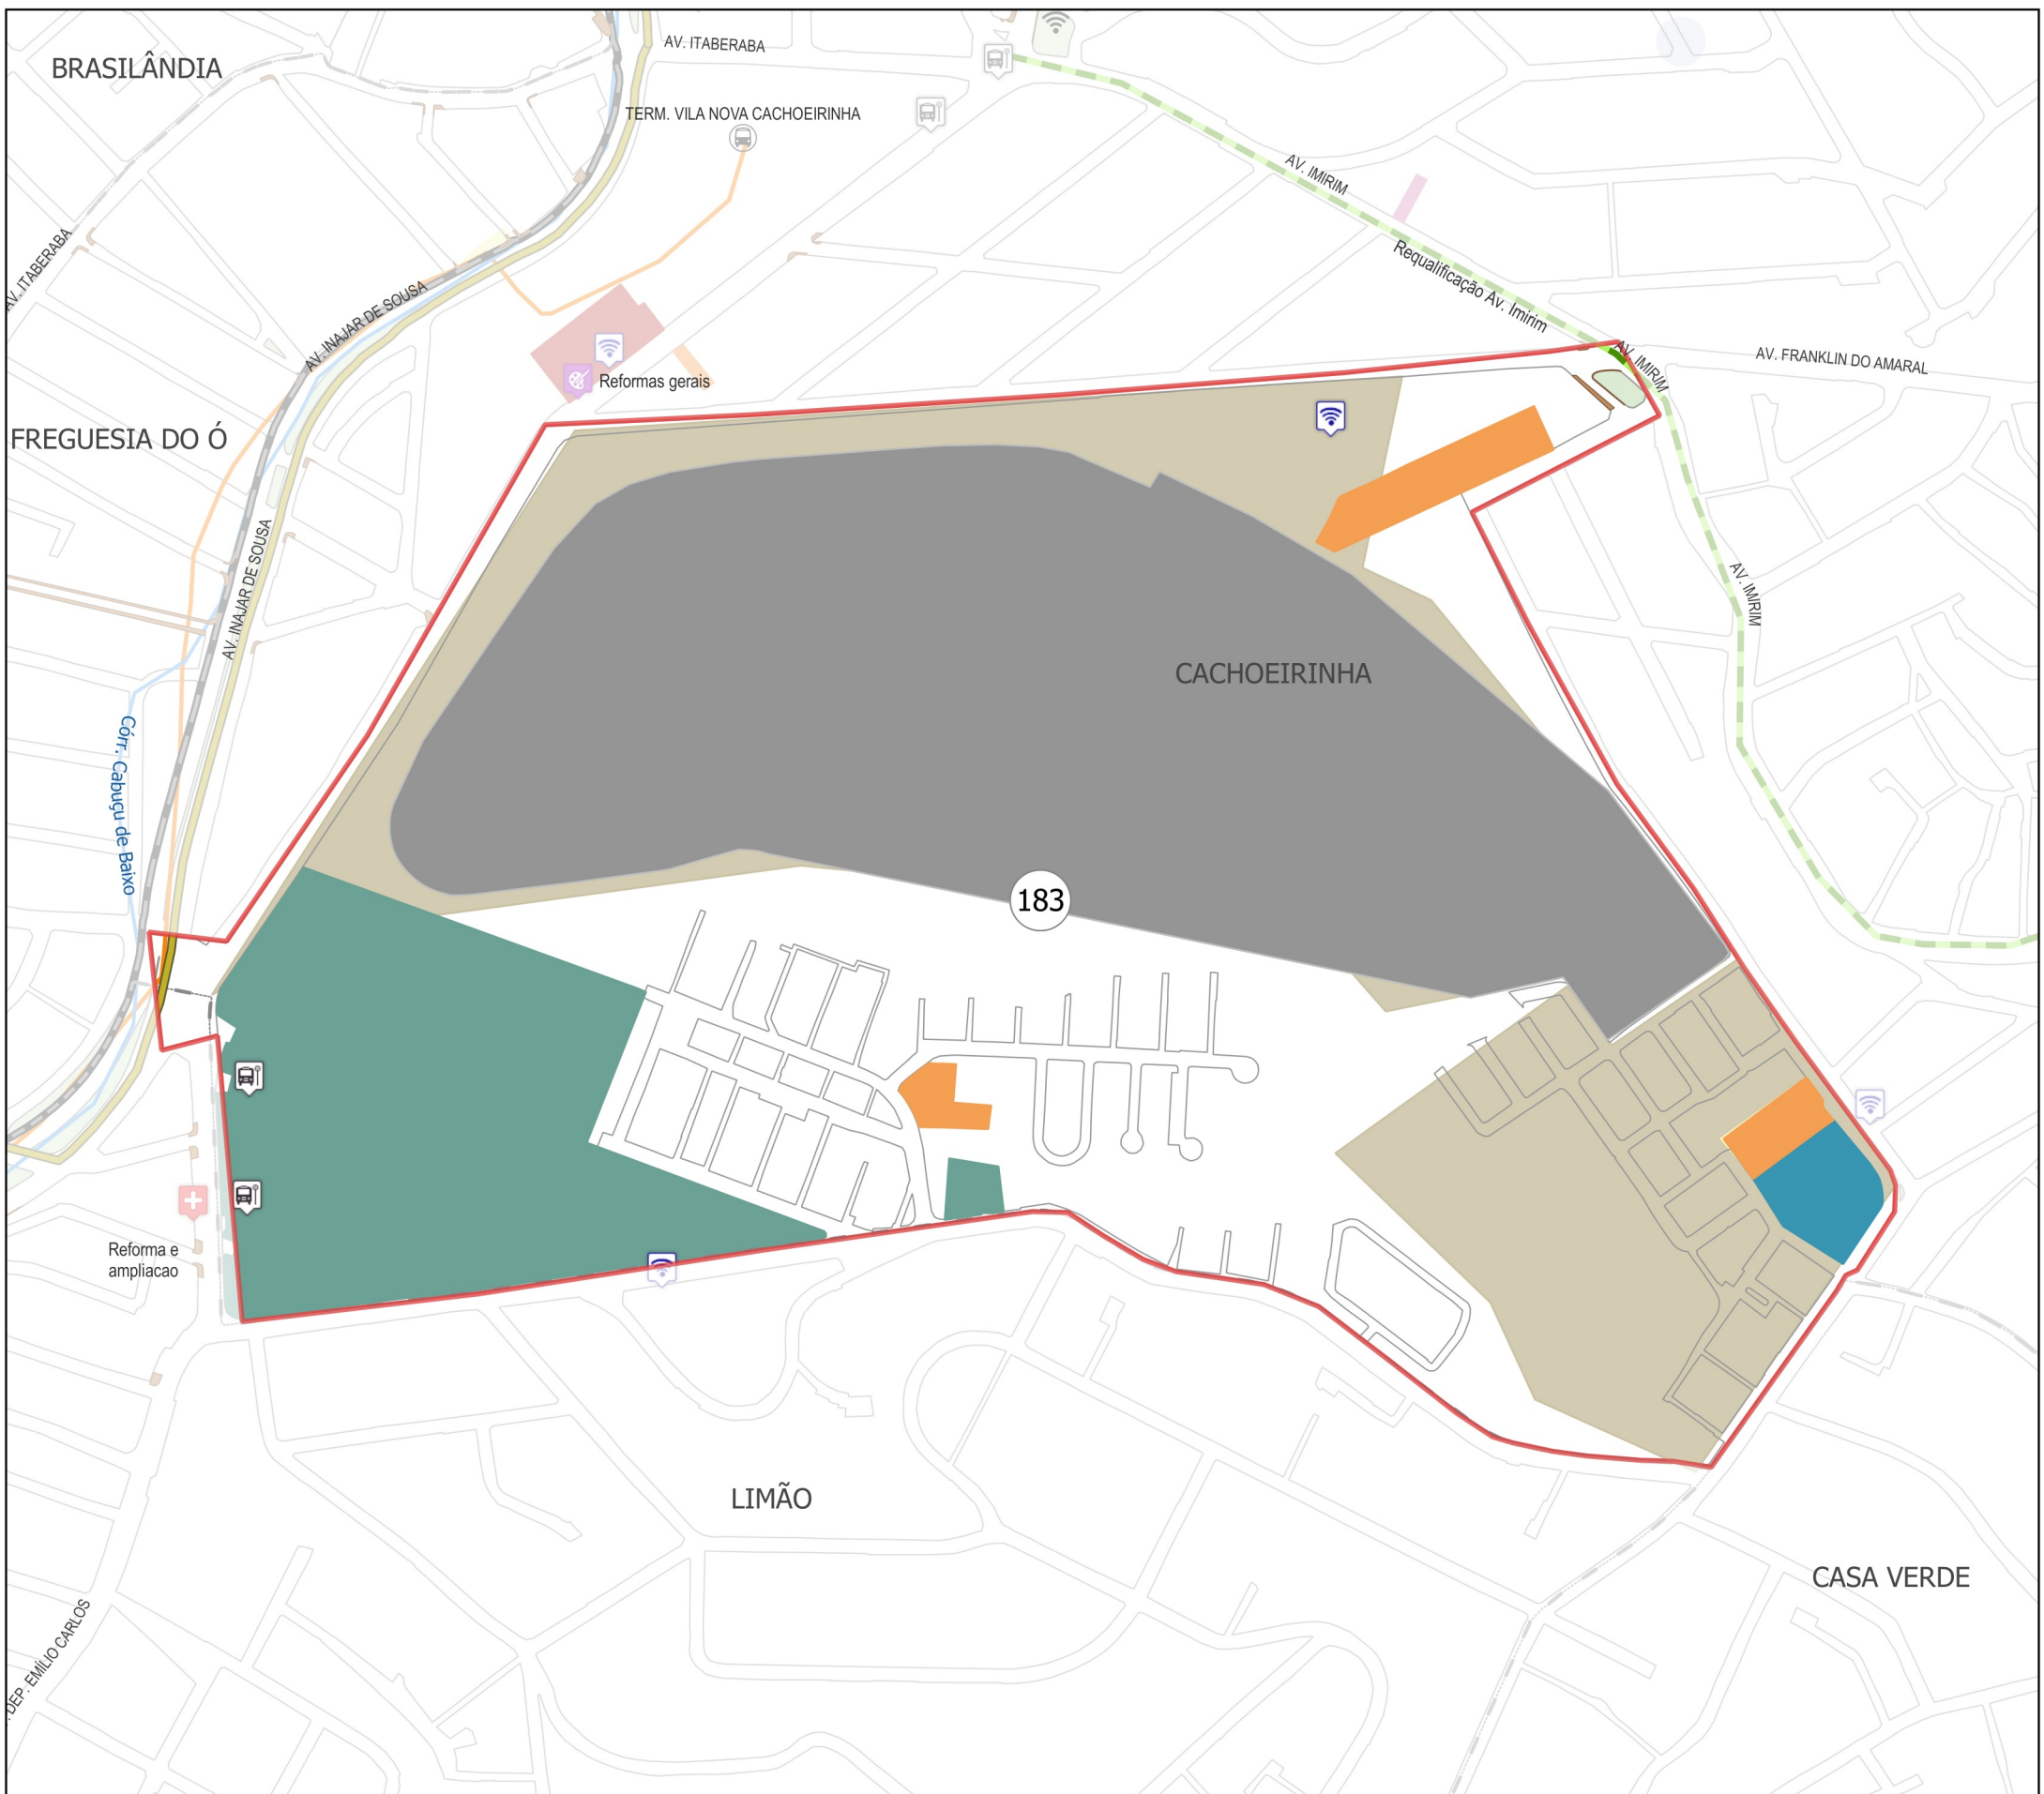 AV. ITABERABA
BRASILÂNDIA
TERM. VILA NOVA CACHOEIRINHA
AV. IMIRIM
AV. ITABERABA
Requalificação Av. Imirim
AV. INAJAR DE SOUSA
AV. IMIRIM
AV. FRANKLIN DO AMARAL
Reformas gerais
FREGUESIA DO Ó
AV. INAJAR DE SOUSA
AV. IMIRIM
CACHOEIRINHA
Córr. Cabuçu de Baixo
183
Reforma e
ampliacao
LIMÃO
CASA VERDE
DEP. EMÍLIO CARLOS